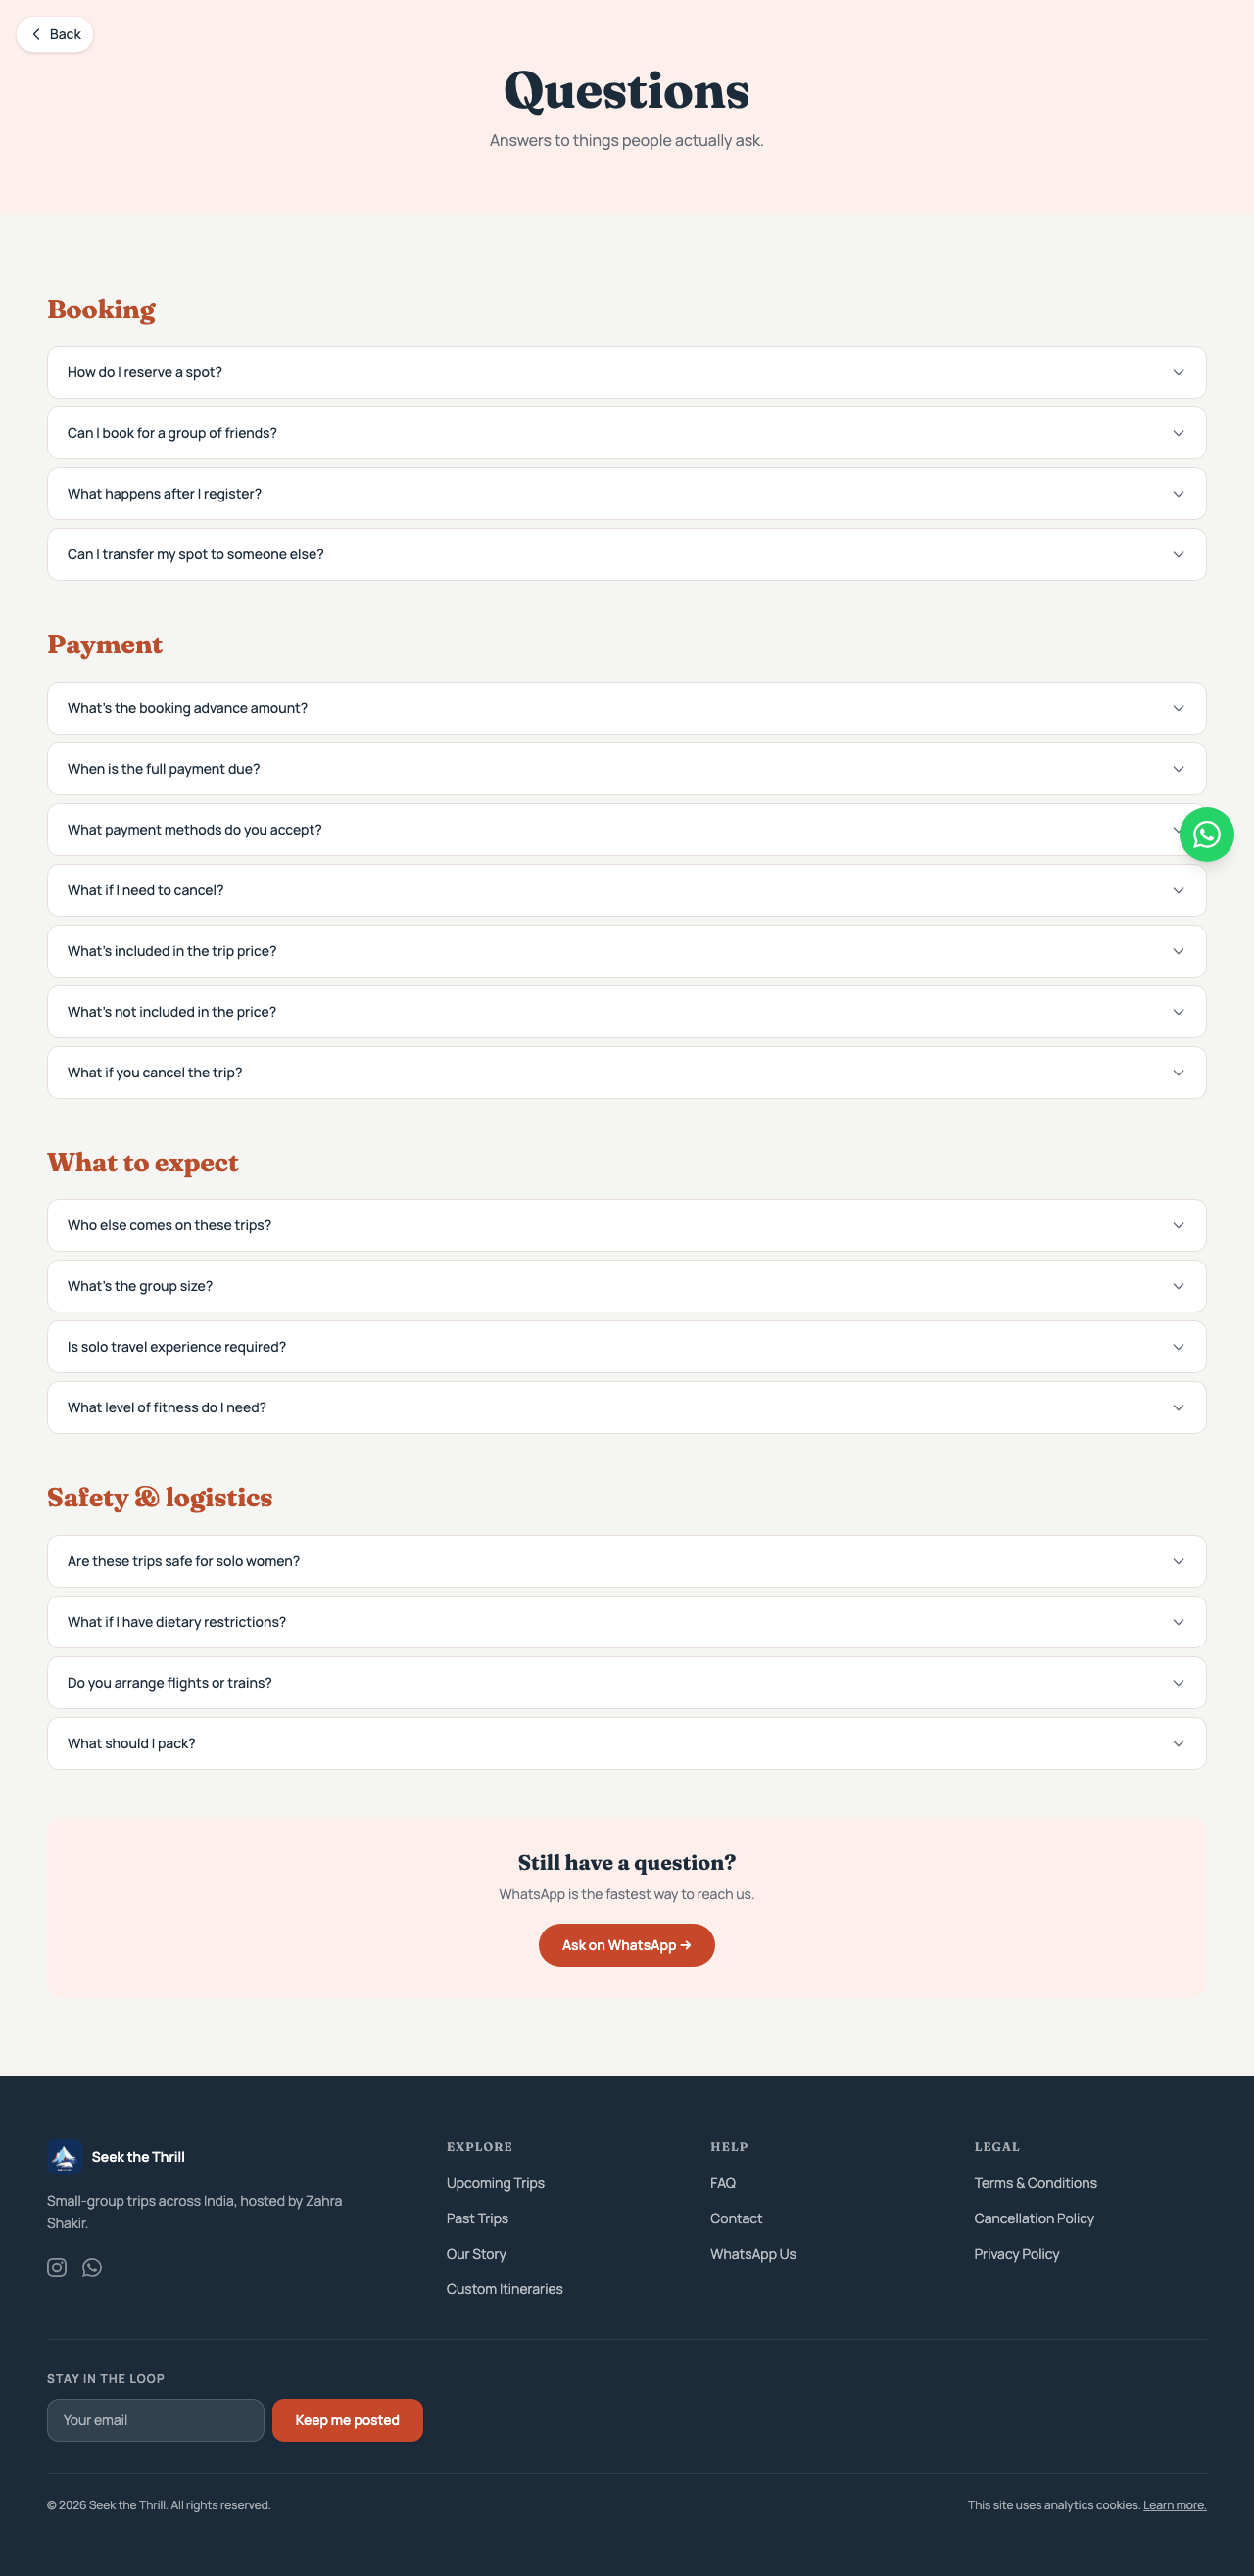 Back
Questions
Answers to things people actually ask.
Booking
How do I reserve a spot?
Can I book for a group of friends?
What happens after I register?
Can I transfer my spot to someone else?
Payment
What's the booking advance amount?
When is the full payment due?
What payment methods do you accept?
What if I need to cancel?
What's included in the trip price?
What's not included in the price?
What if you cancel the trip?
What to expect
Who else comes on these trips?
What's the group size?
Is solo travel experience required?
What level of fitness do I need?
Safety & logistics
Are these trips safe for solo women?
What if I have dietary restrictions?
Do you arrange flights or trains?
What should I pack?
Still have a question?
WhatsApp is the fastest way to reach us.
Ask on WhatsApp →
Seek the Thrill
Small-group trips across India, hosted by Zahra
Shakir.
EXPLORE
Upcoming Trips
Past Trips
Our Story
Custom Itineraries
HELP
FAQ
Contact
WhatsApp Us
LEGAL
Terms & Conditions
Cancellation Policy
Privacy Policy
STAY IN THE LOOP
Your email
Keep me posted
© 2026 Seek the Thrill. All rights reserved.
This site uses analytics cookies. Learn more.